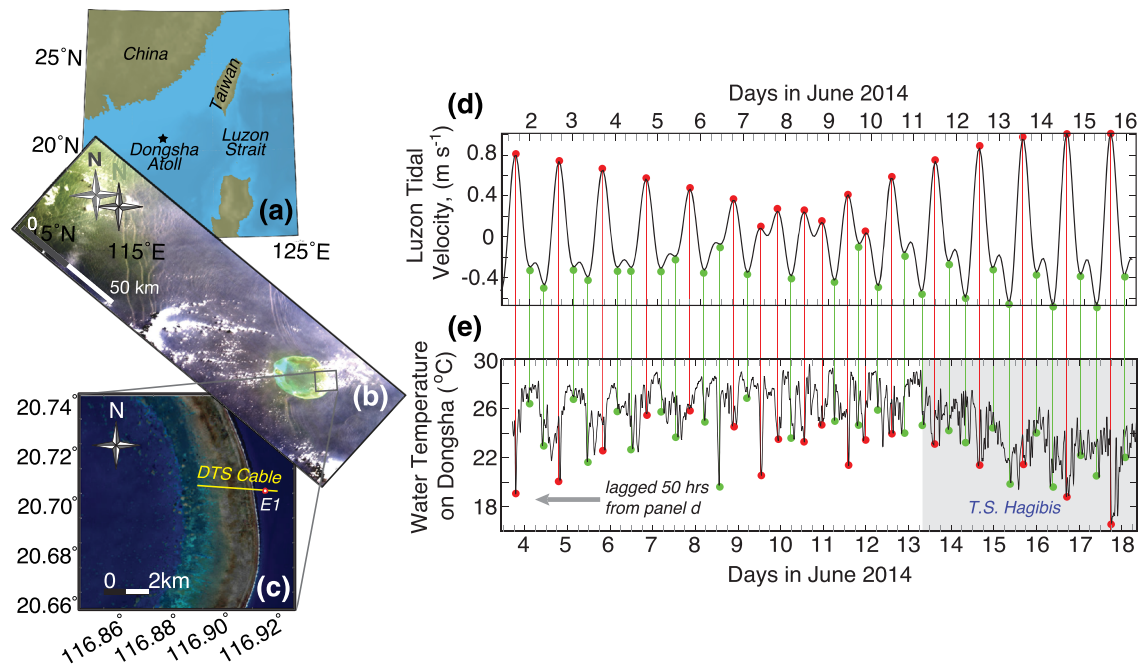 25°N
20°N
China
Taiwan
Dongsha
Atoll
Luzon
Strait
(a)
N
N
0
5°N
115°E
125°E
50 km
(b)
20.74°
20.72°
20.70°
20.68°
20.66°
N
DTS Cable
E1
0 2km
(c)
116.86° 116.88° 116.90° 116.92°
(d)
Days in June 2014
2 3 4 5 6 7 8 9 10 11 12 13 14 15 16
Luzon Tidal
Velocity, (m s⁻¹)
0.8
0.4
0
-0.4
(e)
Water Temperature
on Dongsha (°C)
30
26
22
18
lagged 50 hrs
from panel d
T.S. Hagibis
4 5 6 7 8 9 10 11 12 13 14 15 16 17 18
Days in June 2014